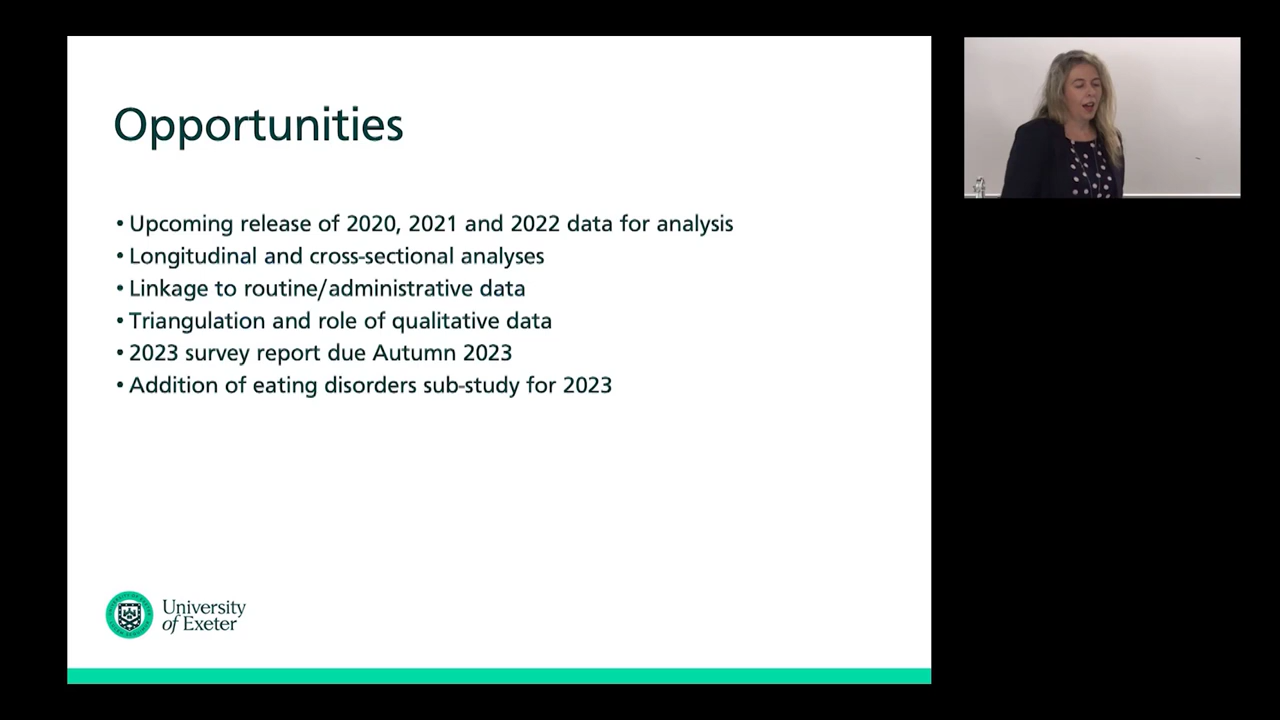 Opportunities
• Upcoming release of 2020, 2021 and 2022 data for analysis
• Longitudinal and cross-sectional analyses
• Linkage to routine/administrative data
• Triangulation and role of qualitative data
• 2023 survey report due Autumn 2023
• Addition of eating disorders sub-study for 2023
University
of Exeter